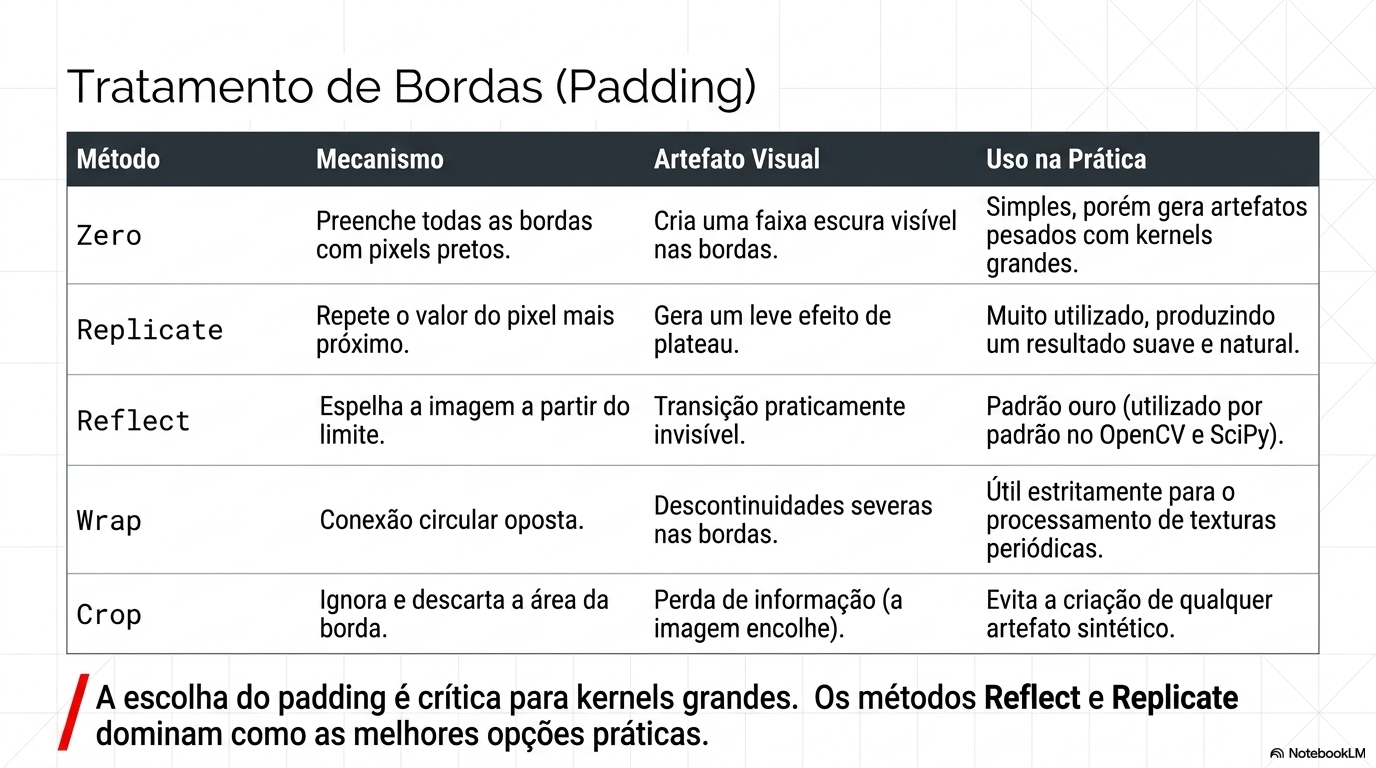 Tratamento de Bordas (Padding)
Método Mecanismo Artefato Visual Uso na Prática
Zero
Preenche todas as bordas
com pixels pretos.
Cria uma faixa escura visível
nas bordas.
Simples, porém gera artefatos
pesados com kernels
grandes.
Replicate
Repete o valor do pixel mais
próximo.
Gera um leve efeito de
plateau.
Muito utilizado, produzindo
um resultado suave e natural.
Reflect
Espelha a imagem a partir do
limite.
Transição praticamente
invisível.
Padrão ouro (utilizado por
padrão no OpenCV e SciPy).
Wrap
Conexão circular oposta.
Descontinuidades severas
nas bordas.
Útil estritamente para o
processamento de texturas
periódicas.
Crop
Ignora e descarta a área da
borda.
Perda de informação (a
imagem encolhe).
Evita a criação de qualquer
artefato sintético.
A escolha do padding é crítica para kernels grandes. Os métodos Reflect e Replicate
dominam como as melhores opções práticas.
NotebookLM